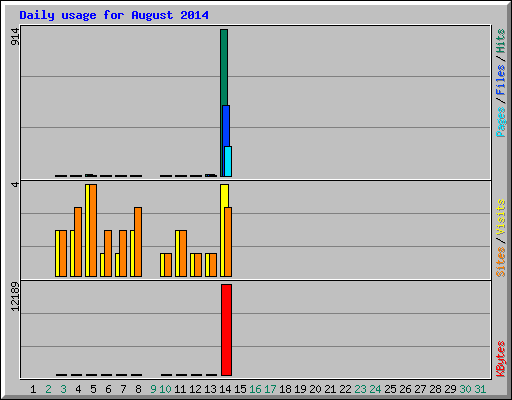 Daily usage for August 2014
914
Pages / Files / Hits
4
Sites / Visits
12189
KBytes
1 2 3 4 5 6 7 8 9 10 11 12 13 14 15 16 17 18 19 20 21 22 23 24 25 26 27 28 29 30 31